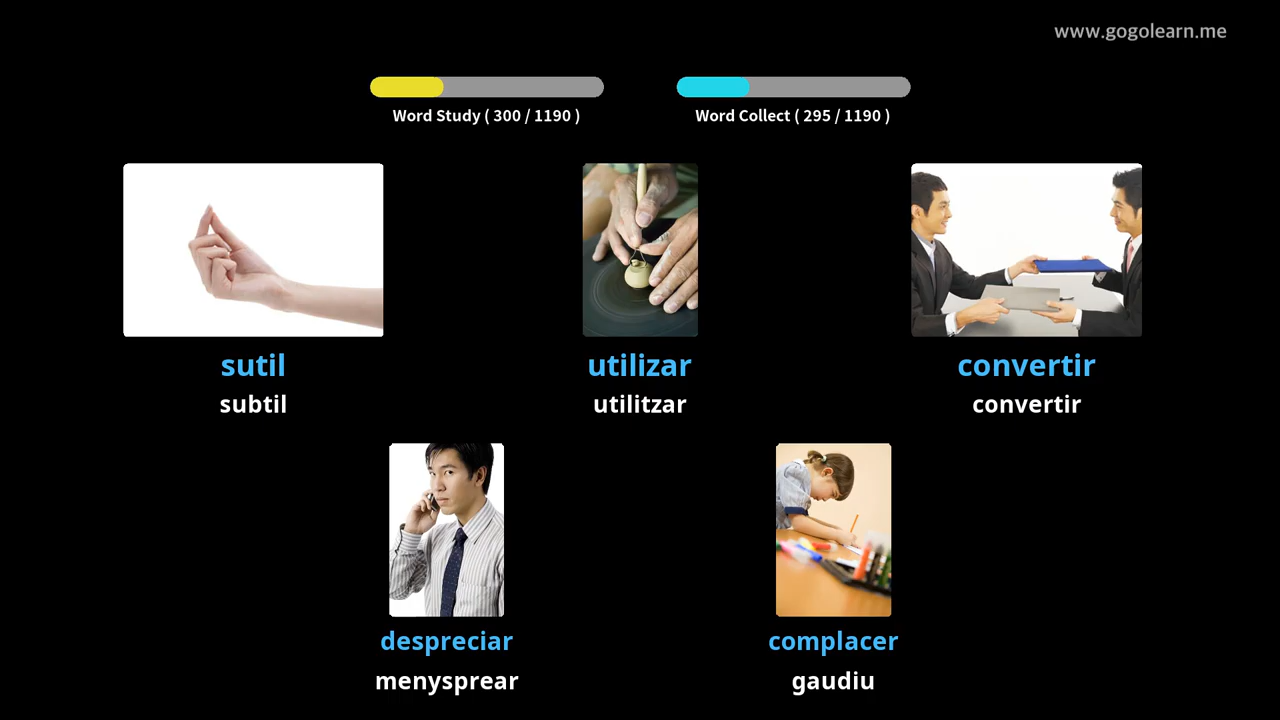 www.gogolearn.me
Word Study ( 300 / 1190 )
Word Collect ( 295 / 1190 )
sutil
subtil
utilizar
utilitzar
convertir
convertir
despreciar
menysprear
complacer
gaudiu